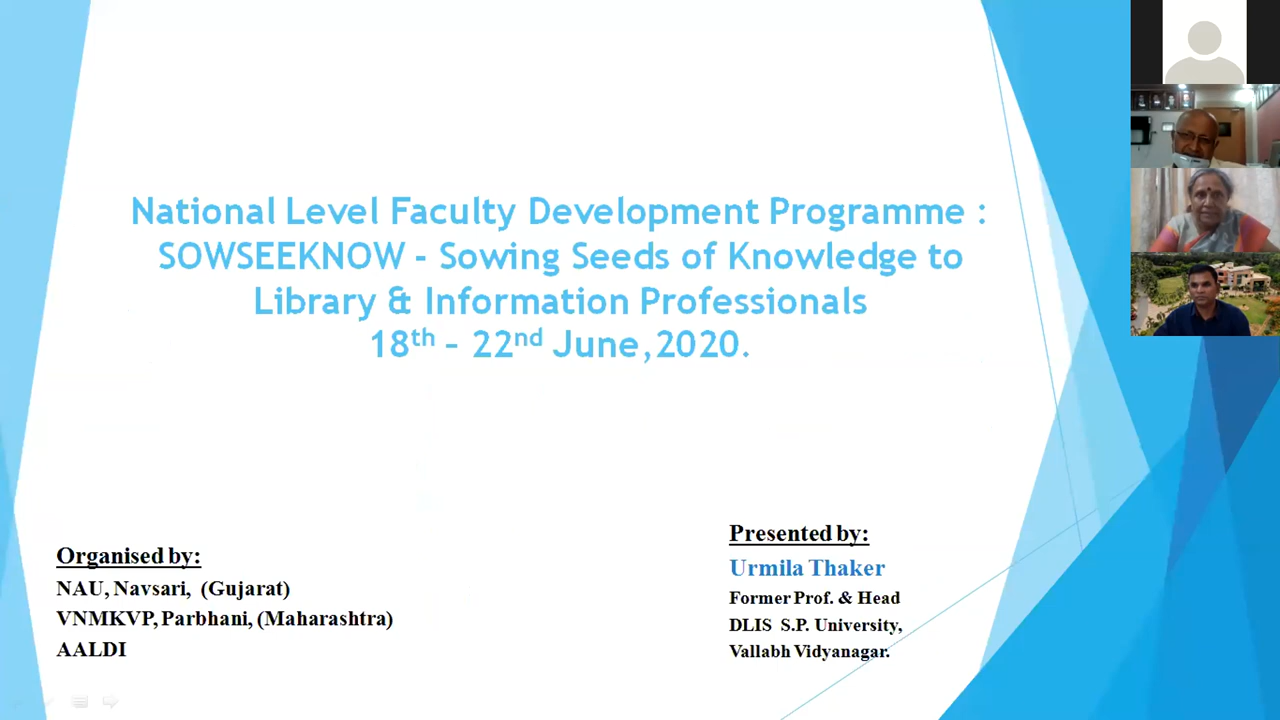 National Level Faculty Development Programme :
SOWSEEKNOW - Sowing Seeds of Knowledge to
Library & Information Professionals
18th – 22nd June,2020.
Organised by:
NAU, Navsari, (Gujarat)
VNMKVP, Parbhani, (Maharashtra)
AALDI
Presented by:
Urmila Thaker
Former Prof. & Head
DLIS S.P. University,
Vallabh Vidyanagar.